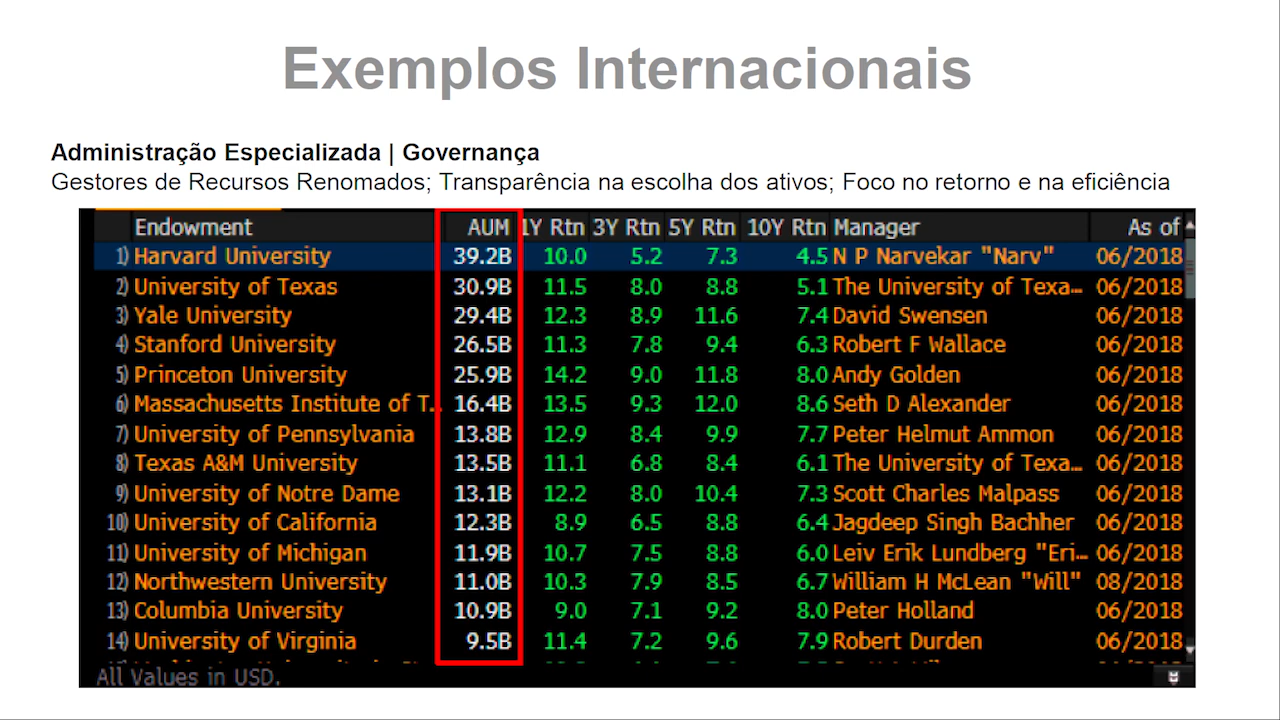 Exemplos Internacionais
Administração Especializada | Governança
Gestores de Recursos Renomados; Transparência na escolha dos ativos; Foco no retorno e na eficiência
Endowment AUM 1Y Rtn 3Y Rtn 5Y Rtn 10Y Rtn Manager As of
1) Harvard University 39.2B 10.0 5.2 7.3 4.5 N P Narvekar "Narv" 06/2018
2) University of Texas 30.9B 11.5 8.0 8.8 5.1 The University of Texa... 06/2018
3) Yale University 29.4B 12.3 8.9 11.6 7.4 David Swensen 06/2018
4) Stanford University 26.5B 11.3 7.8 9.4 6.3 Robert F Wallace 06/2018
5) Princeton University 25.9B 14.2 9.0 11.8 8.0 Andy Golden 06/2018
6) Massachusetts Institute of T... 16.4B 13.5 9.3 12.0 8.6 Seth D Alexander 06/2018
7) University of Pennsylvania 13.8B 12.9 8.4 9.9 7.7 Peter Helmut Ammon 06/2018
8) Texas A&M University 13.5B 11.1 6.8 8.4 6.1 The University of Texa... 06/2018
9) University of Notre Dame 13.1B 12.2 8.0 10.4 7.3 Scott Charles Malpass 06/2018
10) University of California 12.3B 8.9 6.5 8.8 6.4 Jagdeep Singh Bachher 06/2018
11) University of Michigan 11.9B 10.7 7.5 8.8 6.0 Leiv Erik Lundberg "Eri... 06/2018
12) Northwestern University 11.0B 10.3 7.9 8.5 6.7 William H McLean "Will" 08/2018
13) Columbia University 10.9B 9.0 7.1 9.2 8.0 Peter Holland 06/2018
14) University of Virginia 9.5B 11.4 7.2 9.6 7.9 Robert Durden 06/2018
All Values in USD.